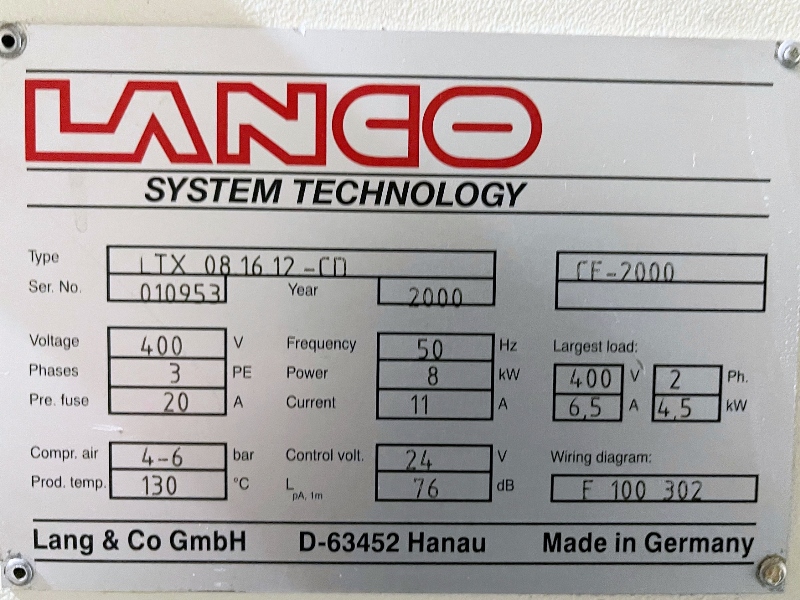 LANCO
SYSTEM TECHNOLOGY
Type LTX 08 16 12-CD CE-2000
Ser. No. 010953 Year 2000
Voltage 400 V Frequency 50 Hz Largest load:
Phases 3 PE Power 8 kW 400 V 2 Ph.
Pre. fuse 20 A Current 11 A 6,5 A 4,5 kW
Compr. air 4-6 bar Control volt. 24 V Wiring diagram:
Prod. temp. 130 °C L pA, 1m 76 dB F 100 302
Lang & Co GmbH D-63452 Hanau Made in Germany